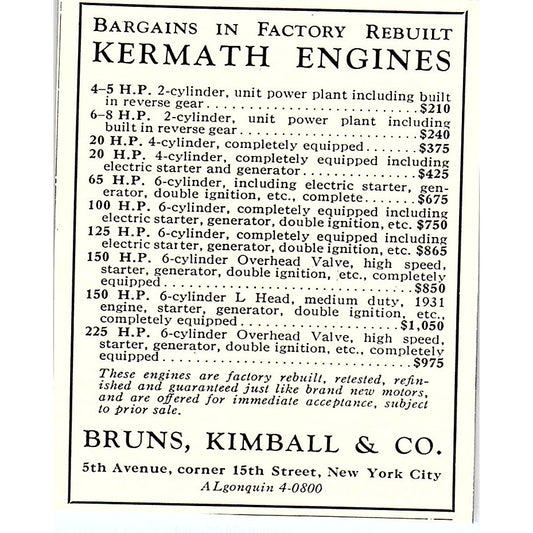 BARGAINS IN FACTORY REBUILT
KERMATH ENGINES
4–5 H.P. 2-cylinder, unit power plant including built
in reverse gear....................$210
6–8 H.P. 2-cylinder, unit power plant including
built in reverse gear....................$240
20 H.P. 4-cylinder, completely equipped.......$375
20 H.P. 4-cylinder, completely equipped including
electric starter and generator...............$425
65 H.P. 6-cylinder, including electric starter, gen-
erator, double ignition, etc., complete.......$675
100 H.P. 6-cylinder, completely equipped including
electric starter, generator, double ignition, etc. $750
125 H.P. 6-cylinder, completely equipped including
electric starter, generator, double ignition, etc. $865
150 H.P. 6-cylinder Overhead Valve, high speed,
starter, generator, double ignition, etc., completely
equipped....................$850
150 H.P. 6-cylinder L Head, medium duty, 1931
engine, starter, generator, double ignition, etc.,
completely equipped....................$1,050
225 H.P. 6-cylinder Overhead Valve, high speed,
starter, generator, double ignition, etc., completely
equipped....................$975
These engines are factory rebuilt, retested, refin-
ished and guaranteed just like brand new motors,
and are offered for immediate acceptance, subject
to prior sale.
BRUNS, KIMBALL & CO.
5th Avenue, corner 15th Street, New York City
ALgonquin 4-0800